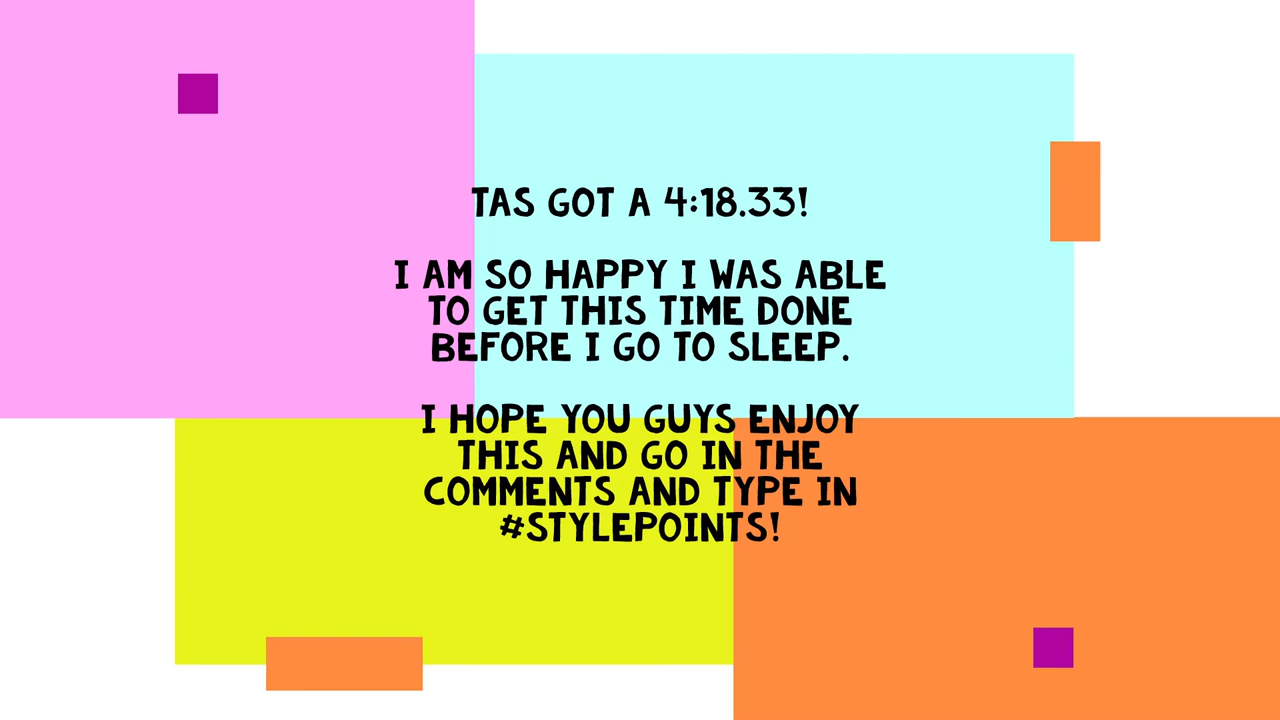 TAS GOT A 4:18.33!
I AM SO HAPPY I WAS ABLE
TO GET THIS TIME DONE
BEFORE I GO TO SLEEP.
I HOPE YOU GUYS ENJOY
THIS AND GO IN THE
COMMENTS AND TYPE IN
#STYLEPOINTS!